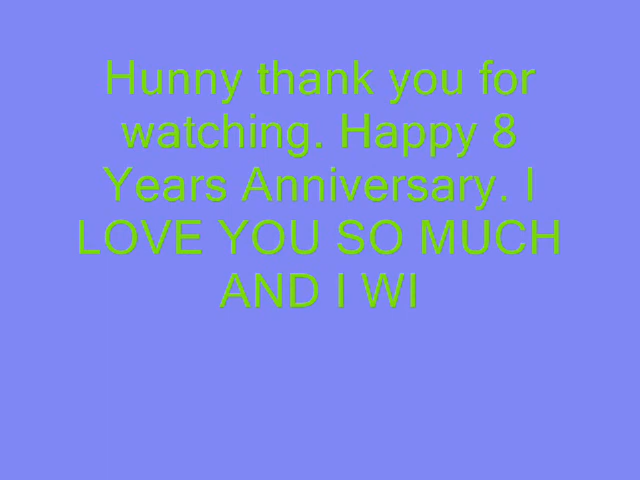 Hunny thank you for
watching. Happy 8
Years Anniversary. I
LOVE YOU SO MUCH
AND I WI